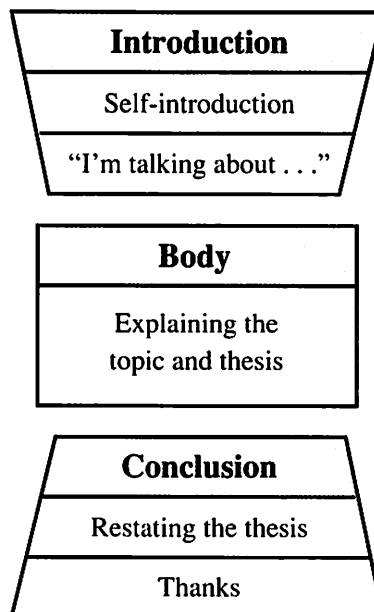 Introduction
Self-introduction
“I’m talking about . . .”
Body
Explaining the
topic and thesis
Conclusion
Restating the thesis
Thanks